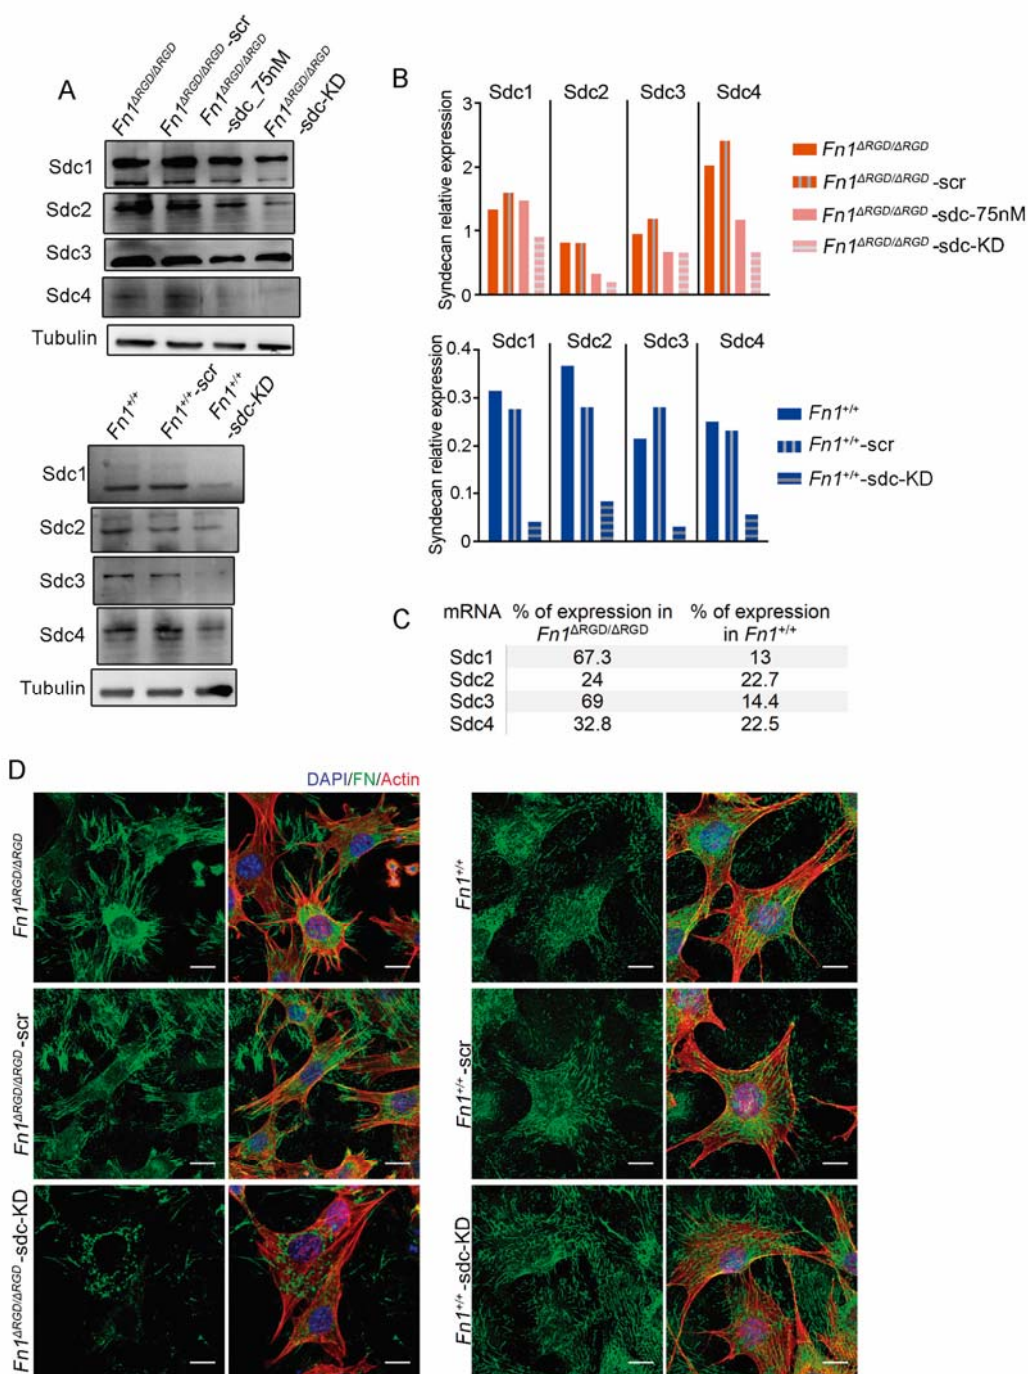 A
Fn1ΔRGD/ΔRGD
Fn1ΔRGD/ΔRGD-scr
Fn1ΔRGD/ΔRGD
-sdc_75nM
Fn1ΔRGD/ΔRGD
-sdc-KD
Sdc1
Sdc2
Sdc3
Sdc4
Tubulin
Fn1+/+
Fn1+/+-scr
Fn1+/+
-sdc-KD
Sdc1
Sdc2
Sdc3
Sdc4
Tubulin
B
Sdc1 Sdc2 Sdc3 Sdc4
Syndecan relative expression
3
2
1
0
Fn1ΔRGD/ΔRGD
Fn1ΔRGD/ΔRGD-scr
Fn1ΔRGD/ΔRGD-sdc-75nM
Fn1ΔRGD/ΔRGD-sdc-KD
Sdc1 Sdc2 Sdc3 Sdc4
Syndecan relative expression
0.4
0.3
0.2
0.1
0
Fn1+/+
Fn1+/+-scr
Fn1+/+-sdc-KD
C
mRNA % of expression in Fn1ΔRGD/ΔRGD % of expression in Fn1+/+
Sdc1 67.3 13
Sdc2 24 22.7
Sdc3 69 14.4
Sdc4 32.8 22.5
D
DAPI/FN/Actin
Fn1ΔRGD/ΔRGD
Fn1+/+
Fn1ΔRGD/ΔRGD-scr
Fn1+/+-scr
Fn1ΔRGD/ΔRGD-sdc-KD
Fn1+/+-sdc-KD